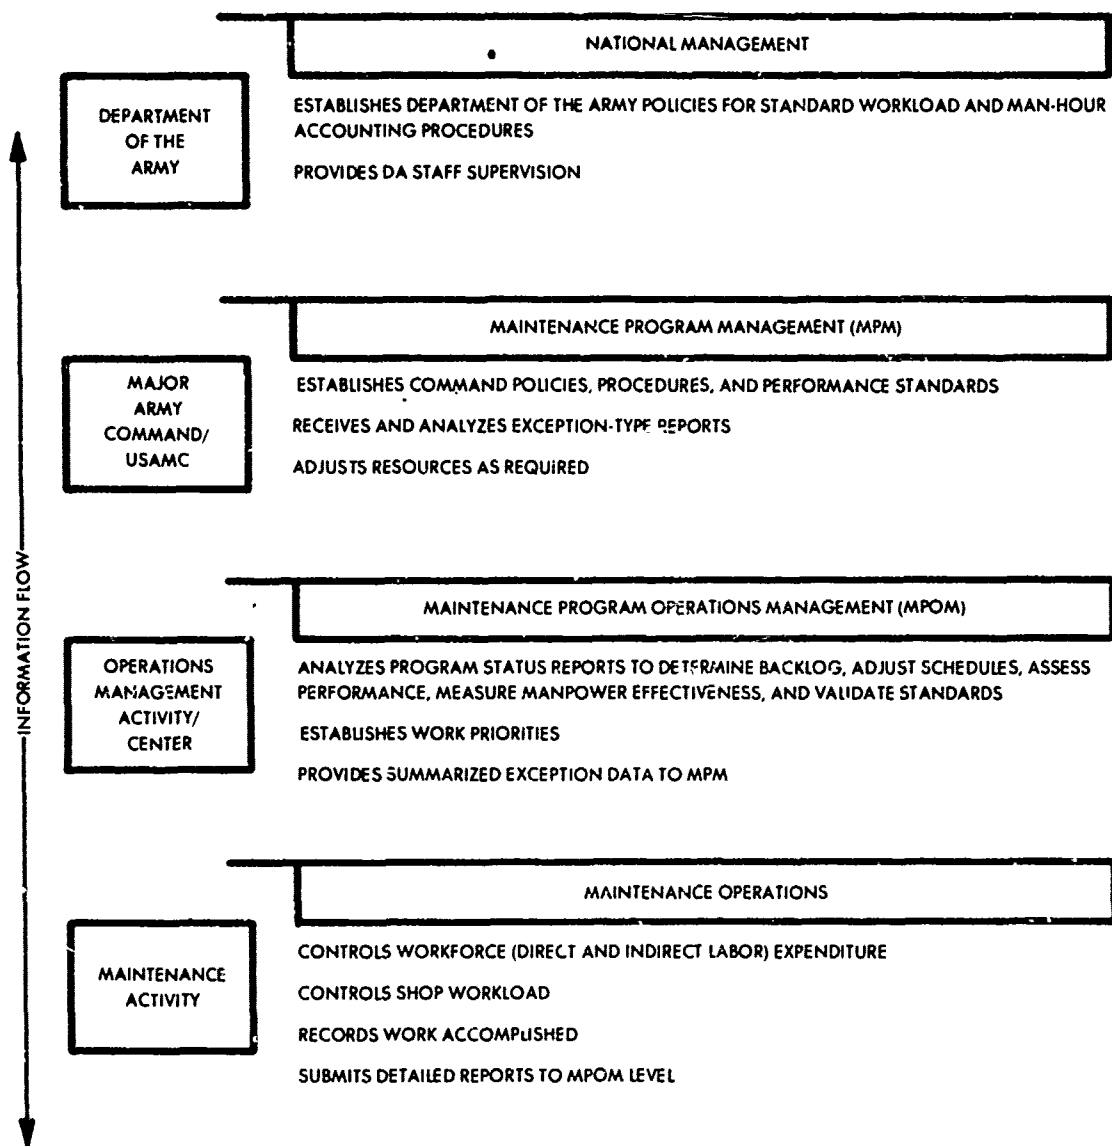 NATIONAL MANAGEMENT
DEPARTMENT
OF THE
ARMY
ESTABLISHES DEPARTMENT OF THE ARMY POLICIES FOR STANDARD WORKLOAD AND MAN-HOUR
ACCOUNTING PROCEDURES
PROVIDES DA STAFF SUPERVISION
MAINTENANCE PROGRAM MANAGEMENT (MPM)
MAJOR
ARMY
COMMAND/
USAMC
ESTABLISHES COMMAND POLICIES, PROCEDURES, AND PERFORMANCE STANDARDS
RECEIVES AND ANALYZES EXCEPTION-TYPE REPORTS
ADJUSTS RESOURCES AS REQUIRED
INFORMATION FLOW
MAINTENANCE PROGRAM OPERATIONS MANAGEMENT (MPOM)
OPERATIONS
MANAGEMENT
ACTIVITY/
CENTER
ANALYZES PROGRAM STATUS REPORTS TO DETERMINE BACKLOG, ADJUST SCHEDULES, ASSESS
PERFORMANCE, MEASURE MANPOWER EFFECTIVENESS, AND VALIDATE STANDARDS
ESTABLISHES WORK PRIORITIES
PROVIDES SUMMARIZED EXCEPTION DATA TO MPM
MAINTENANCE OPERATIONS
MAINTENANCE
ACTIVITY
CONTROLS WORKFORCE (DIRECT AND INDIRECT LABOR) EXPENDITURE
CONTROLS SHOP WORKLOAD
RECORDS WORK ACCOMPLISHED
SUBMITS DETAILED REPORTS TO MPOM LEVEL